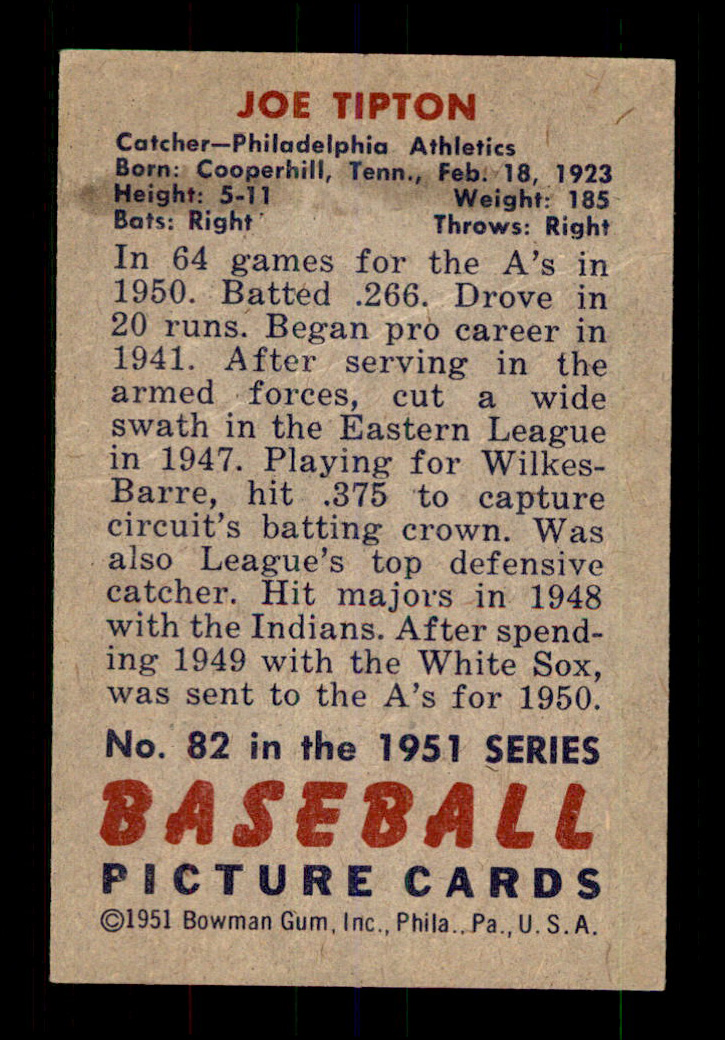 JOE TIPTON
Catcher—Philadelphia Athletics
Born: Cooperhill, Tenn., Feb. 18, 1923
Height: 5-11 Weight: 185
Bats: Right Throws: Right
In 64 games for the A's in
1950. Batted .266. Drove in
20 runs. Began pro career in
1941. After serving in the
armed forces, cut a wide
swath in the Eastern League
in 1947. Playing for Wilkes-
Barre, hit .375 to capture
circuit's batting crown. Was
also League's top defensive
catcher. Hit majors in 1948
with the Indians. After spend-
ing 1949 with the White Sox,
was sent to the A's for 1950.
No. 82 in the 1951 SERIES
BASEBALL
PICTURE CARDS
©1951 Bowman Gum, Inc., Phila., Pa., U.S.A.